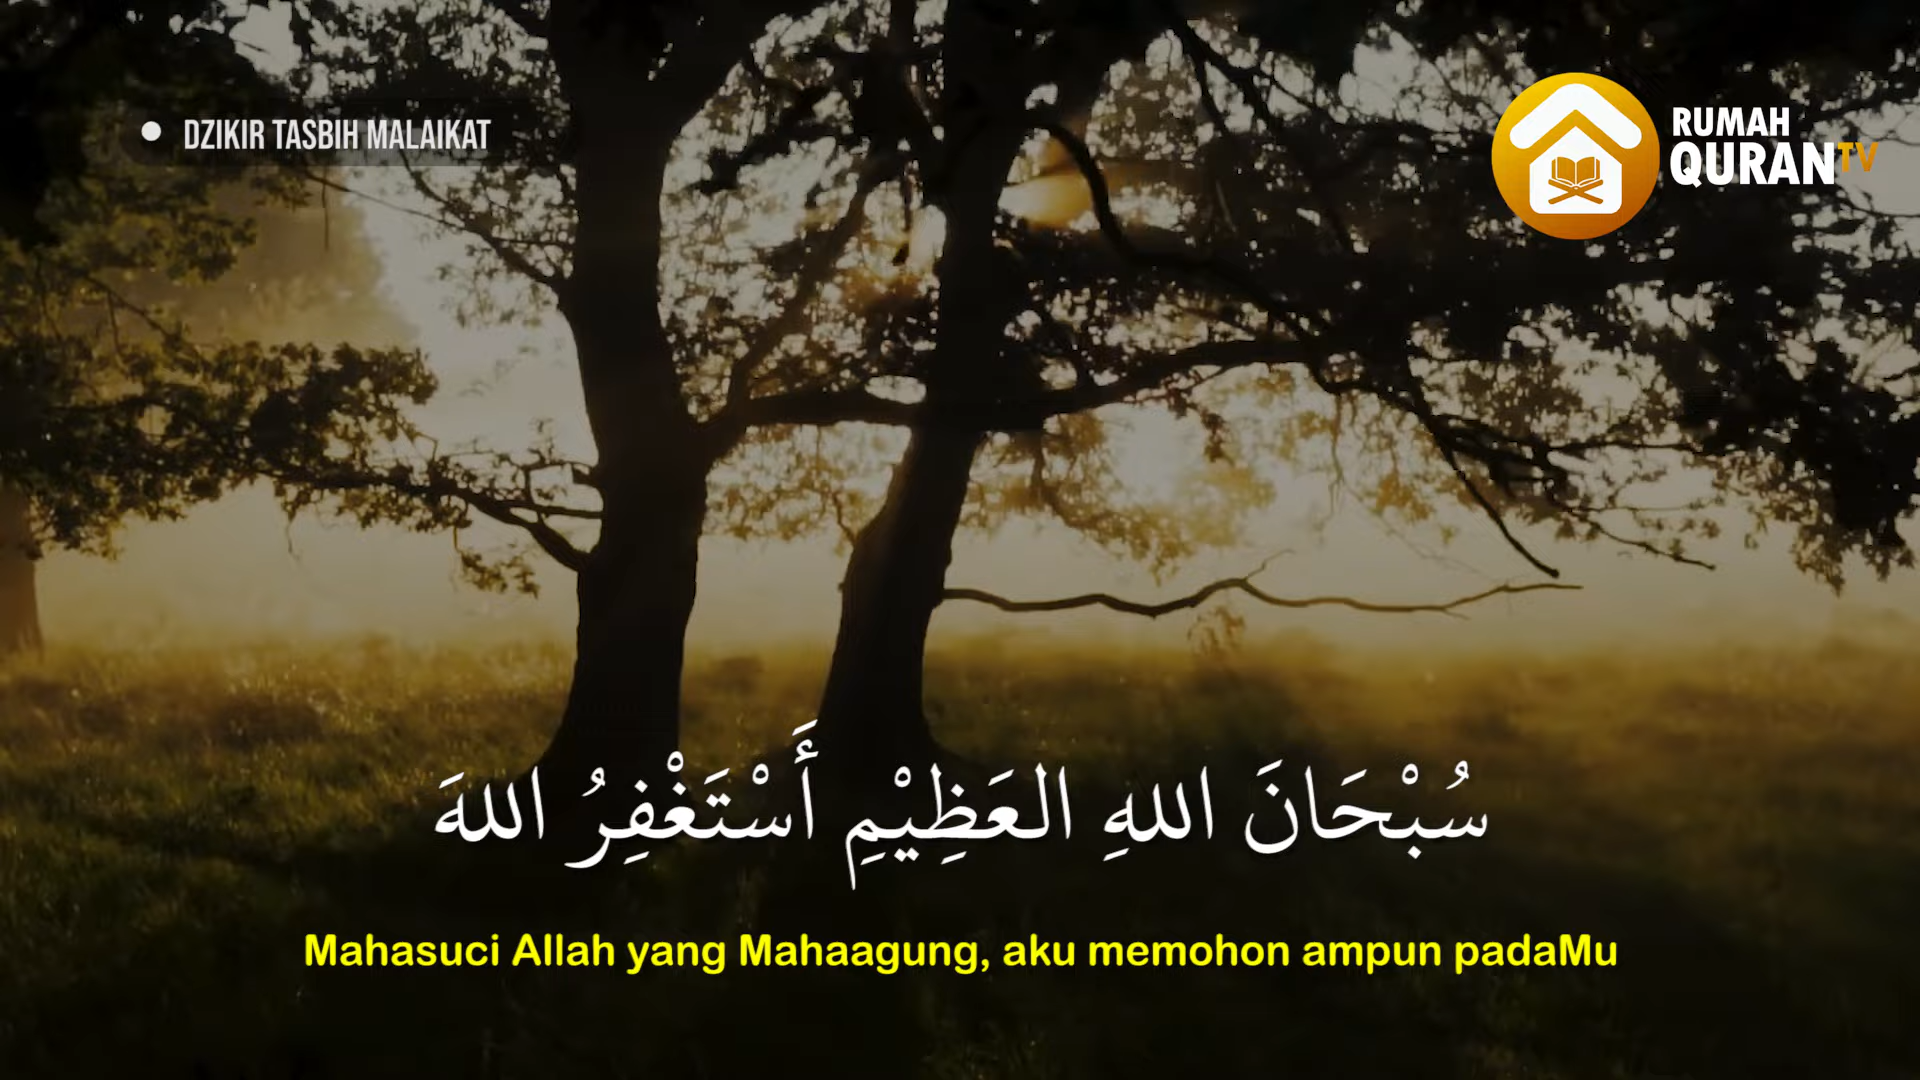 DZIKIR TASBIH MALAIKAT
RUMAH
QURANTV
سُبْحَانَ اللهِ العَظِيْمِ أَسْتَغْفِرُ اللهَ
Mahasuci Allah yang Mahaagung, aku memohon ampun padaMu